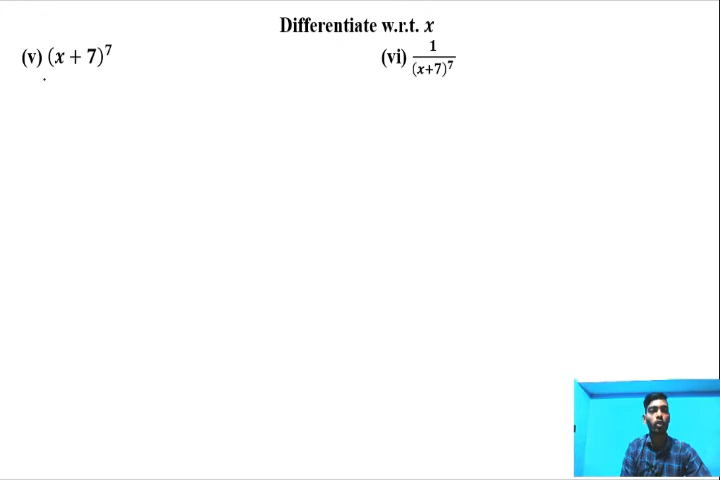 Differentiate w.r.t. x
(v) (x + 7)^7
(vi) 1/(x+7)^7